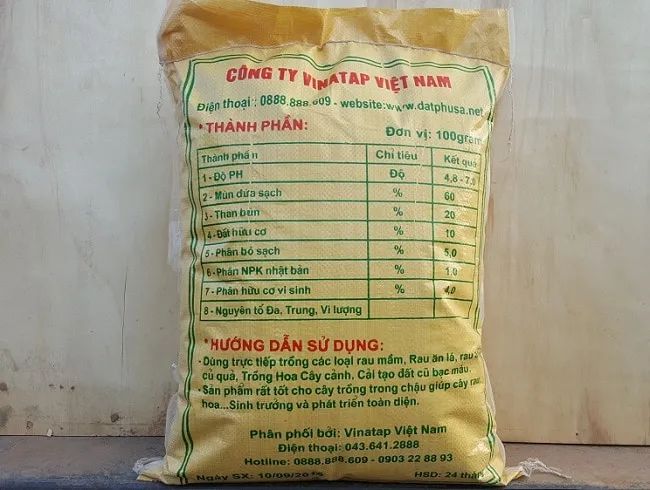 CÔNG TY VINATAP VIỆT NAM
Điện thoại: 0888.888.609 - website:www.datphusa.net
* THÀNH PHẦN: Đơn vị: 100gram
Thành phần Chỉ tiêu Kết quả
1 - Độ PH Độ 4,8 - 7,0
2 - Mùn dừa sạch % 60
3 - Than bùn % 20
4 - Đất hữu cơ % 10
5 - Phân bò sạch % 5,0
6 - Phân NPK nhật bản % 1,0
7 - Phân hữu cơ vi sinh % 4,0
8 - Nguyên tố Đa, Trung, Vi lượng
* HƯỚNG DẪN SỬ DỤNG:
- Dùng trực tiếp trồng các loại rau mầm, Rau ăn lá, rau
củ quả, Trồng Hoa Cây cảnh, Cải tạo đất cũ bạc mầu.
- Sản phẩm rất tốt cho cây trồng trong chậu giúp cây rau
hoa...Sinh trưởng và phát triển toàn diện.
Phân phối bởi: Vinatap Việt Nam
Điện thoại: 043.641.2888
Hotline: 0888.888.609 - 0903 22 88 93
Ngày SX: HSD: 24